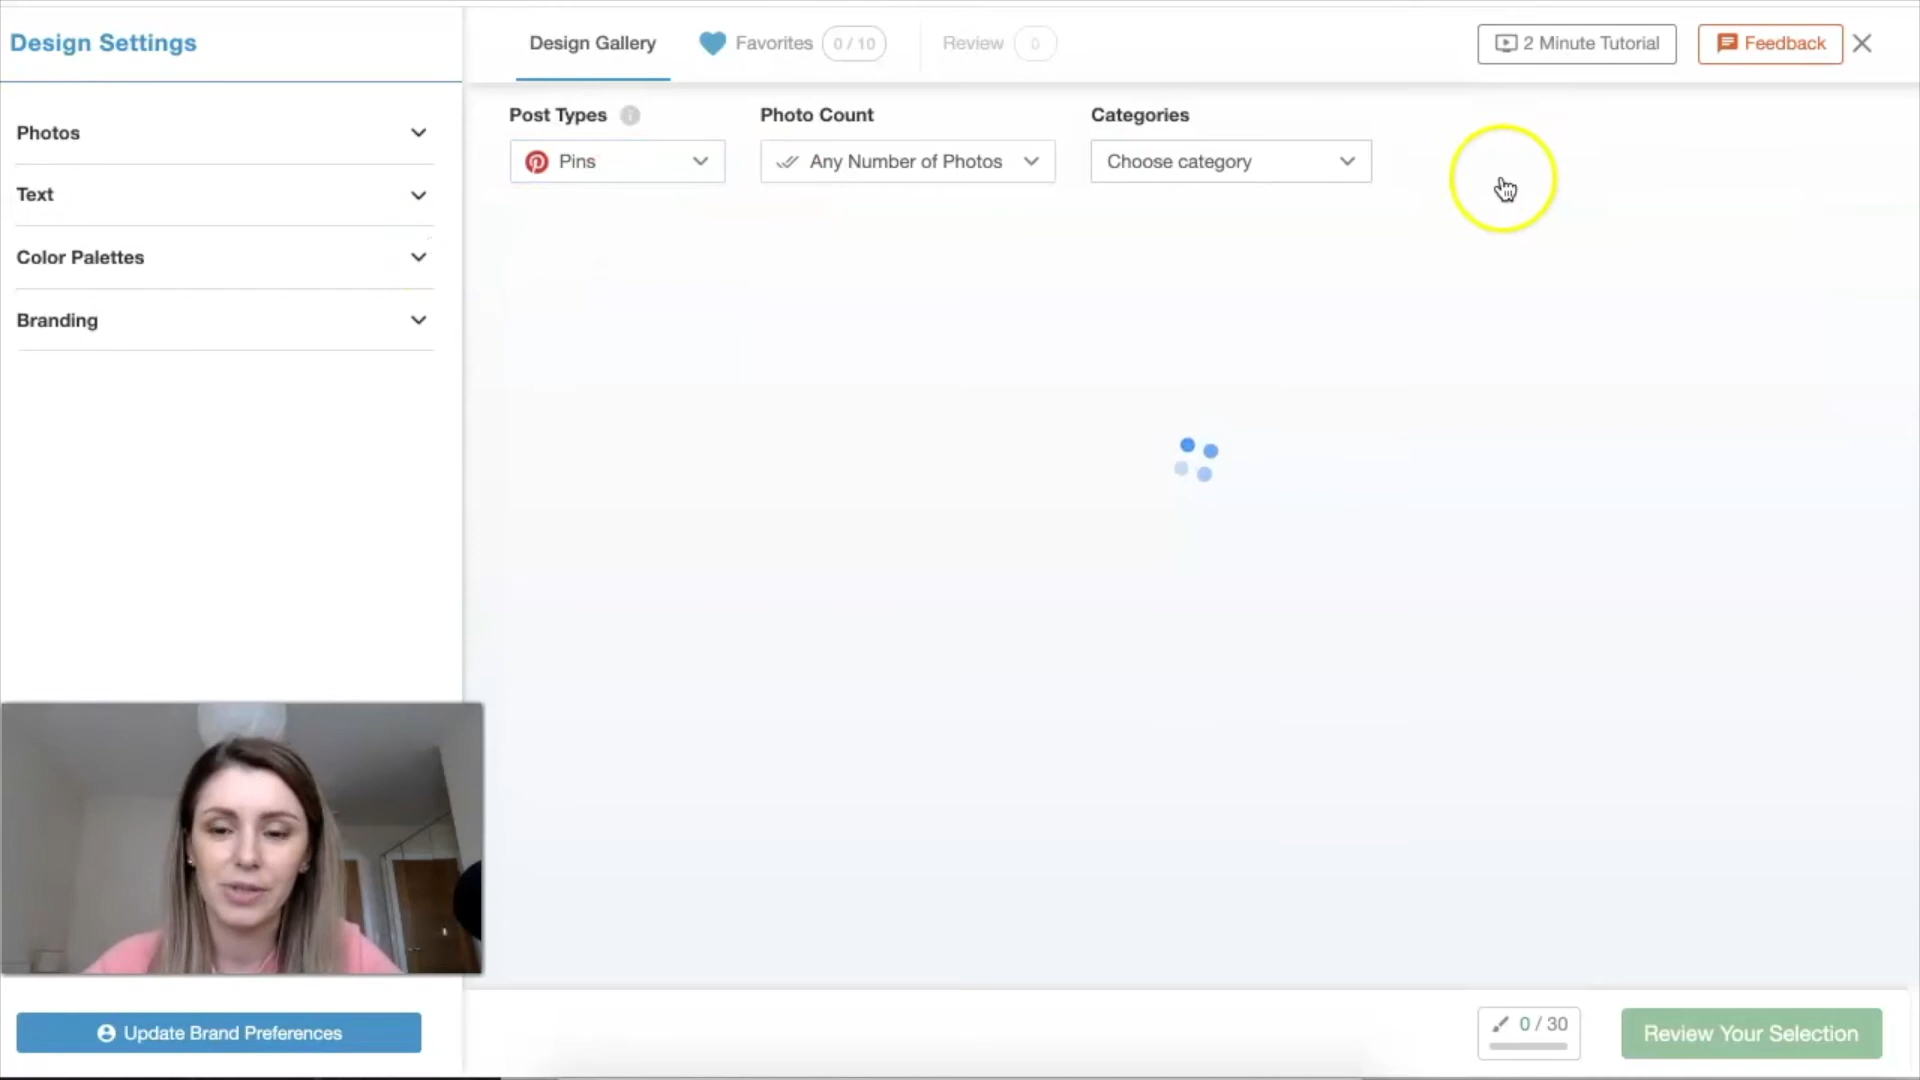 Design Settings
Design Gallery
Favorites
0 / 10
Review
0
2 Minute Tutorial
Feedback
Photos
Text
Color Palettes
Branding
Post Types
Photo Count
Categories
Pins
Any Number of Photos
Choose category
Update Brand Preferences
0 / 30
Review Your Selection